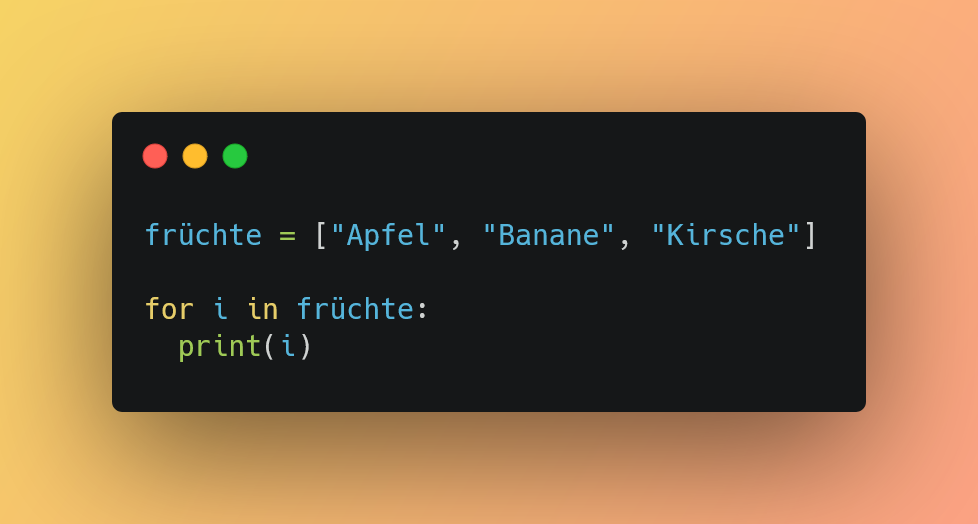 früchte = ["Apfel", "Banane", "Kirsche"]
for i in früchte:
  print(i)